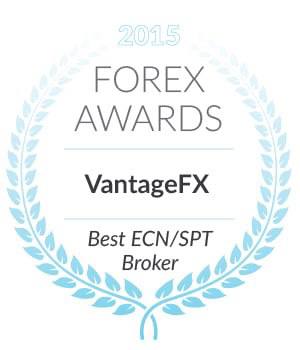 2015
FOREX
AWARDS
VantageFX
Best ECN/SPT
Broker